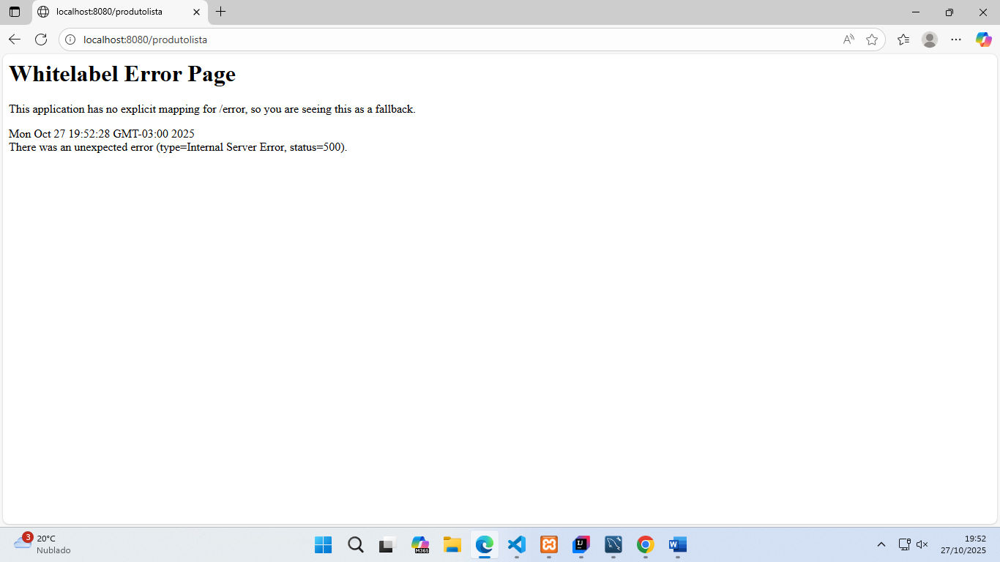 localhost:8080/produtolista
localhost:8080/produtolista
Whitelabel Error Page
This application has no explicit mapping for /error, so you are seeing this as a fallback.
Mon Oct 27 19:52:28 GMT-03:00 2025
There was an unexpected error (type=Internal Server Error, status=500).
3
20°C
Nublado
M365
19:52
27/10/2025